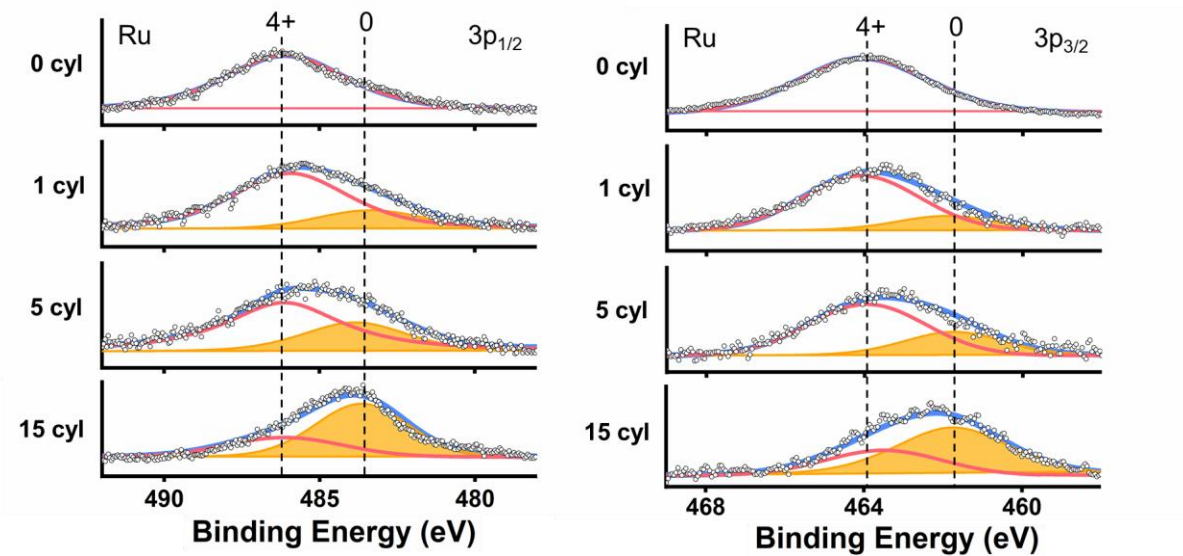 Ru 4+ 0 3p1/2
0 cyl
1 cyl
5 cyl
15 cyl
490 485 480
Binding Energy (eV)
Ru 4+ 0 3p3/2
0 cyl
1 cyl
5 cyl
15 cyl
468 464 460
Binding Energy (eV)